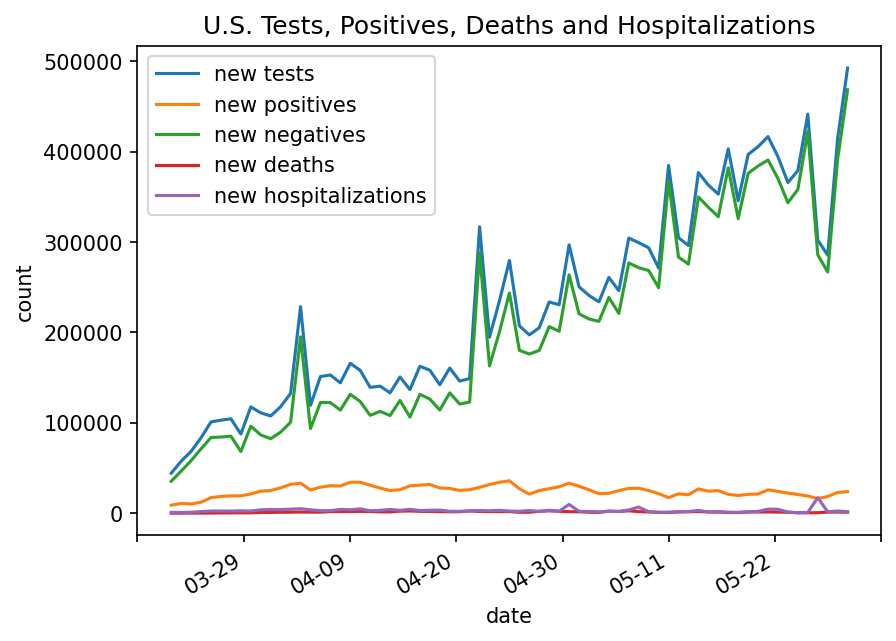 U.S. Tests, Positives, Deaths and Hospitalizations
500000
400000
300000
200000
100000
0
count
new tests
new positives
new negatives
new deaths
new hospitalizations
03-29
04-09
04-20
04-30
05-11
05-22
date